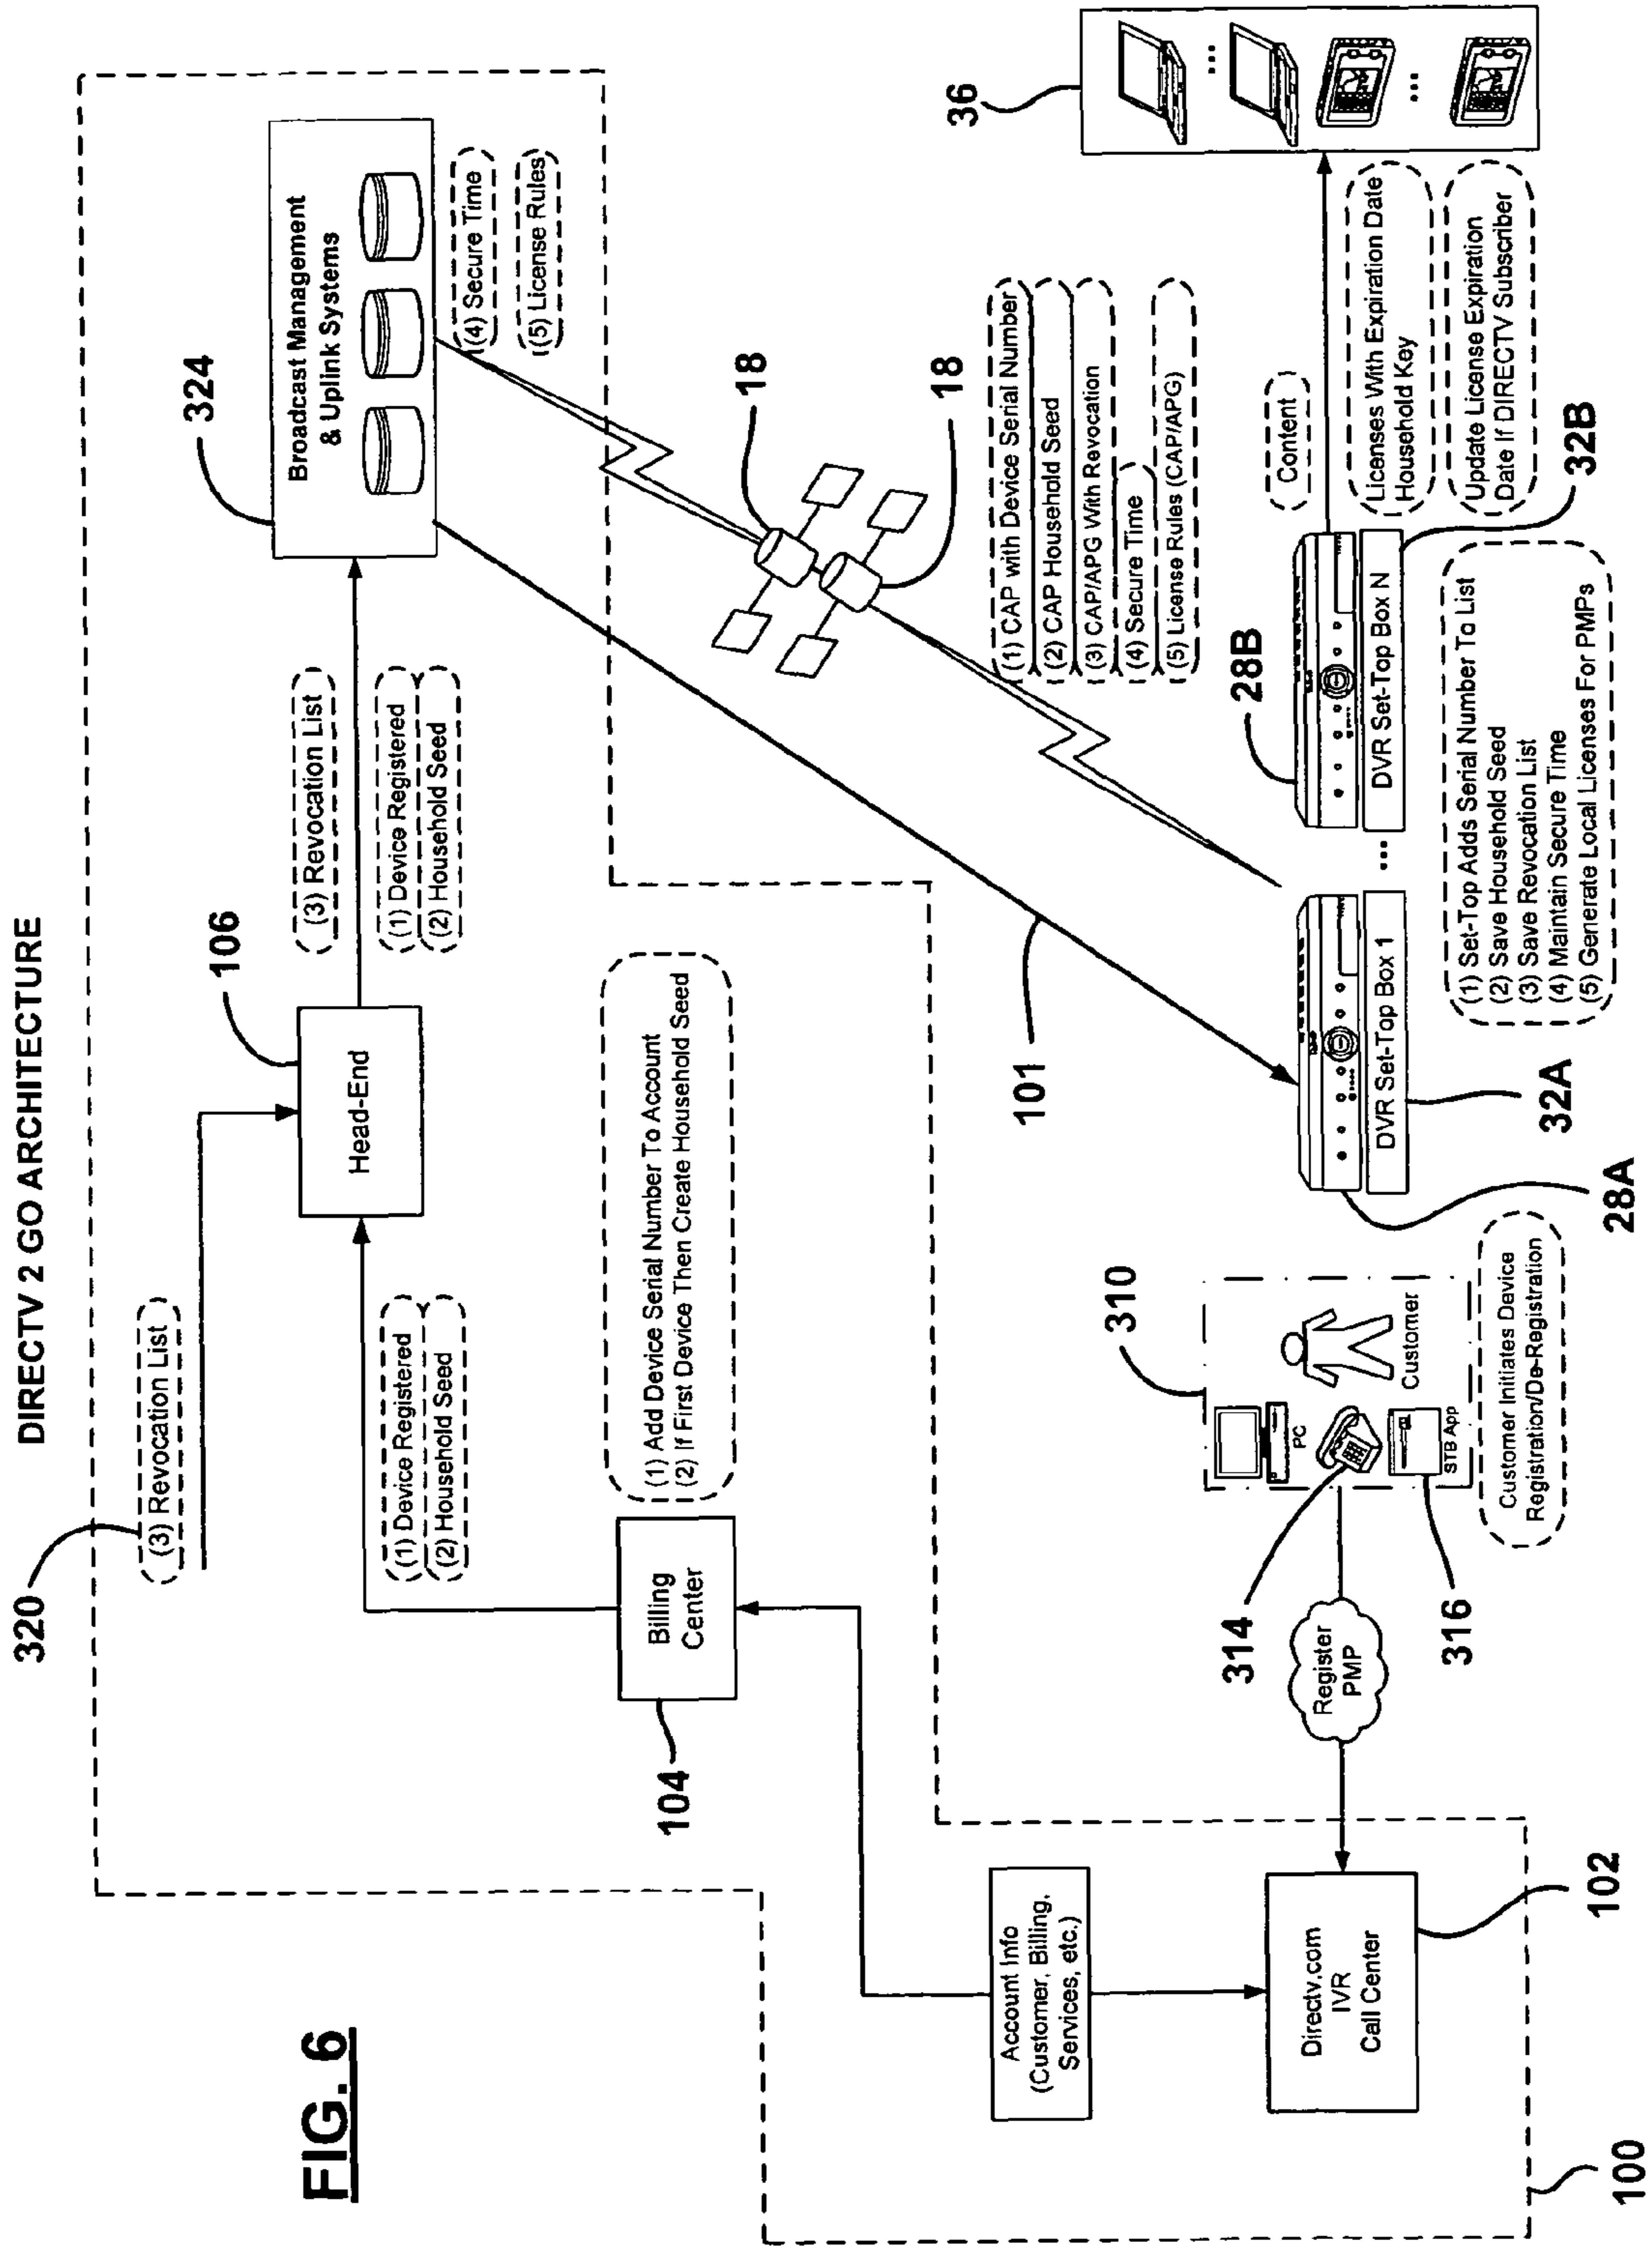 DIRECTV 2 GO ARCHITECTURE
FIG. 6
320
(3) Revocation List
106
Head-End
(3) Revocation List
(1) Device Registered
(2) Household Seed
324
Broadcast Management
& Uplink Systems
(4) Secure Time
(5) License Rules
(1) Device Registered
(2) Household Seed
Billing
Center
104
(1) Add Device Serial Number To Account
(2) If First Device Then Create Household Seed
18
18
101
(1) CAP with Device Serial Number
(2) CAP Household Seed
(3) CAP/APG With Revocation
(4) Secure Time
(5) License Rules (CAP/APG)
36
Account Info
(Customer, Billing,
Services, etc.)
Directv.com
IVR
Call Center
102
100
Register
PMP
310
PC
Customer
STB App
314
316
Customer Initiates Device
Registration/De-Registration
DVR Set-Top Box 1
28A
32A
...
28B
DVR Set-Top Box N
32B
(1) Set-Top Adds Serial Number To List
(2) Save Household Seed
(3) Save Revocation List
(4) Maintain Secure Time
(5) Generate Local Licenses For PMPs
Content
Licenses With Expiration Date
Household Key
Update License Expiration
Date If DIRECTV Subscriber
...
...